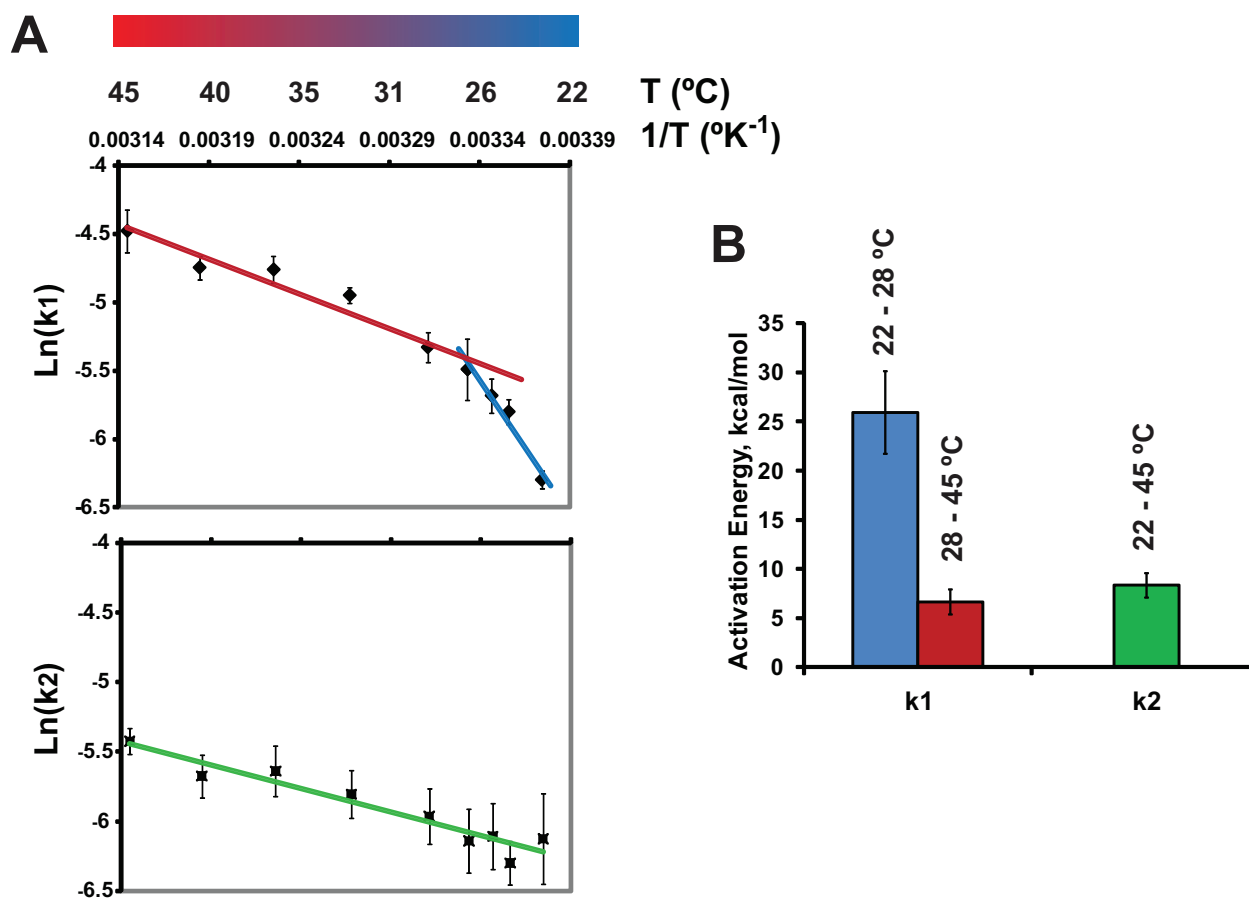 A
45 40 35 31 26 22 T (ºC)
0.00314 0.00319 0.00324 0.00329 0.00334 0.00339 1/T (ºK-1)
-4
-4.5
-5
-5.5
-6
-6.5
Ln(k1)
-4
-4.5
-5
-5.5
-6
-6.5
Ln(k2)
B
35
30
25
20
15
10
5
0
Activation Energy, kcal/mol
22 - 28 ºC
28 - 45 ºC
22 - 45 ºC
k1 k2